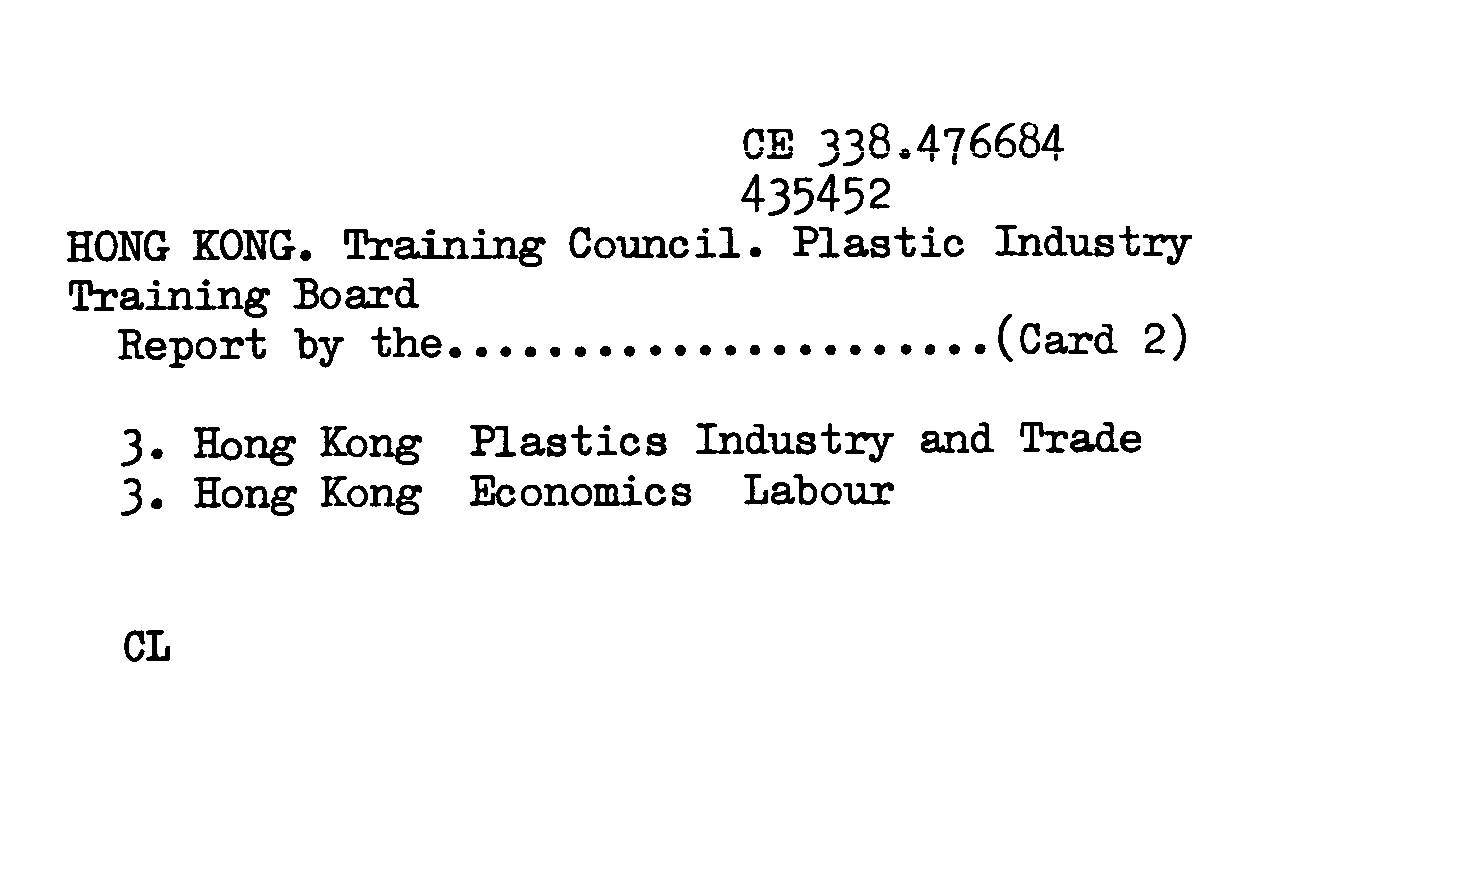 CE 338.476684
435452
HONG KONG. Training Council. Plastic Industry
Training Board
Report by the......................(Card 2)
3. Hong Kong  Plastics Industry and Trade
3. Hong Kong  Economics  Labour
CL